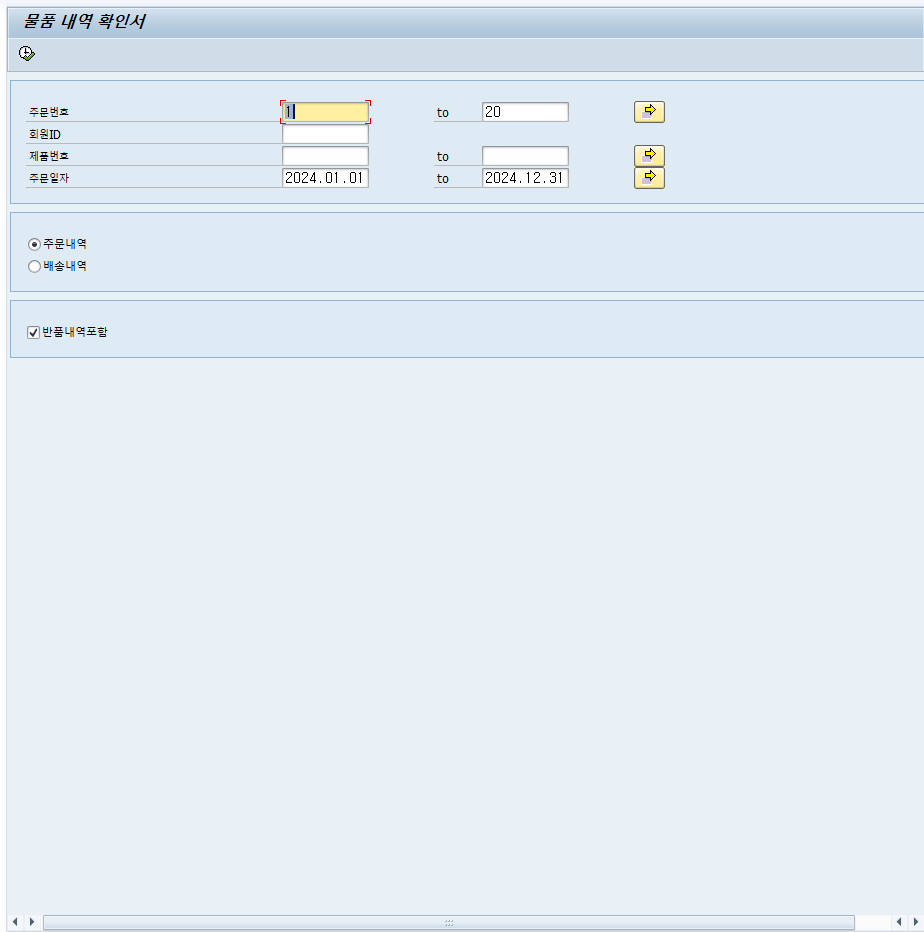 물품 내역 확인서
주문번호 1 to 20
회원ID
제품번호 to
주문일자 2024.01.01 to 2024.12.31
주문내역
배송내역
반품내역포함